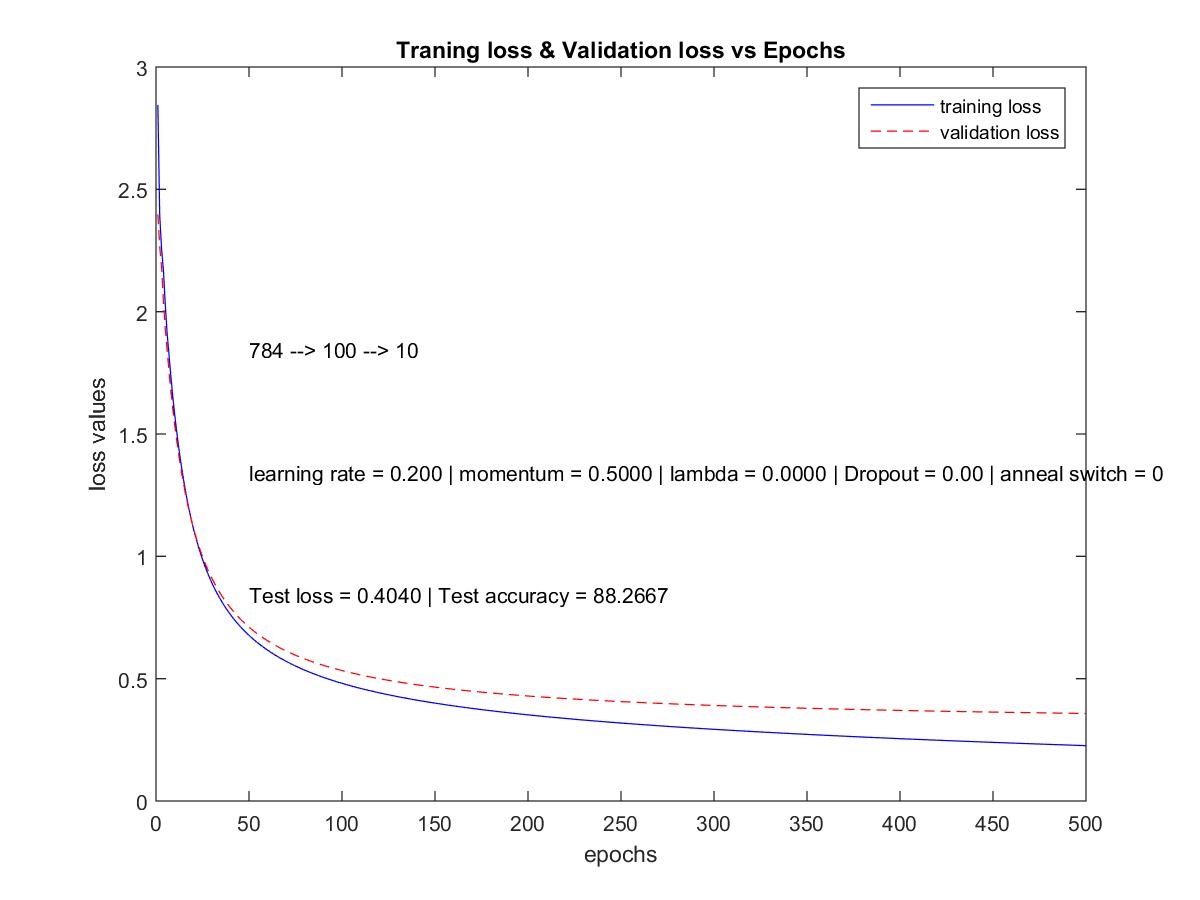 Traning loss & Validation loss vs Epochs
3
training loss
validation loss
2.5
2
784 --> 100 --> 10
1.5
learning rate = 0.200 | momentum = 0.5000 | lambda = 0.0000 | Dropout = 0.00 | anneal switch = 0
1
Test loss = 0.4040 | Test accuracy = 88.2667
0.5
0
loss values
0 50 100 150 200 250 300 350 400 450 500
epochs